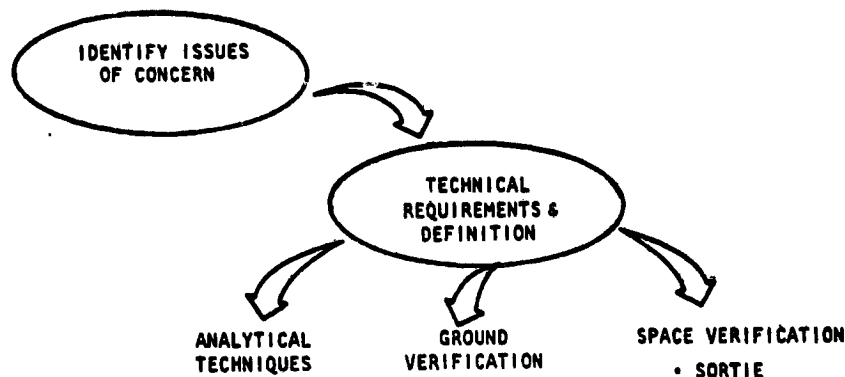 IDENTIFY ISSUES
OF CONCERN
TECHNICAL
REQUIREMENTS &
DEFINITION
ANALYTICAL
TECHNIQUES
GROUND
VERIFICATION
SPACE VERIFICATION
• SORTIE